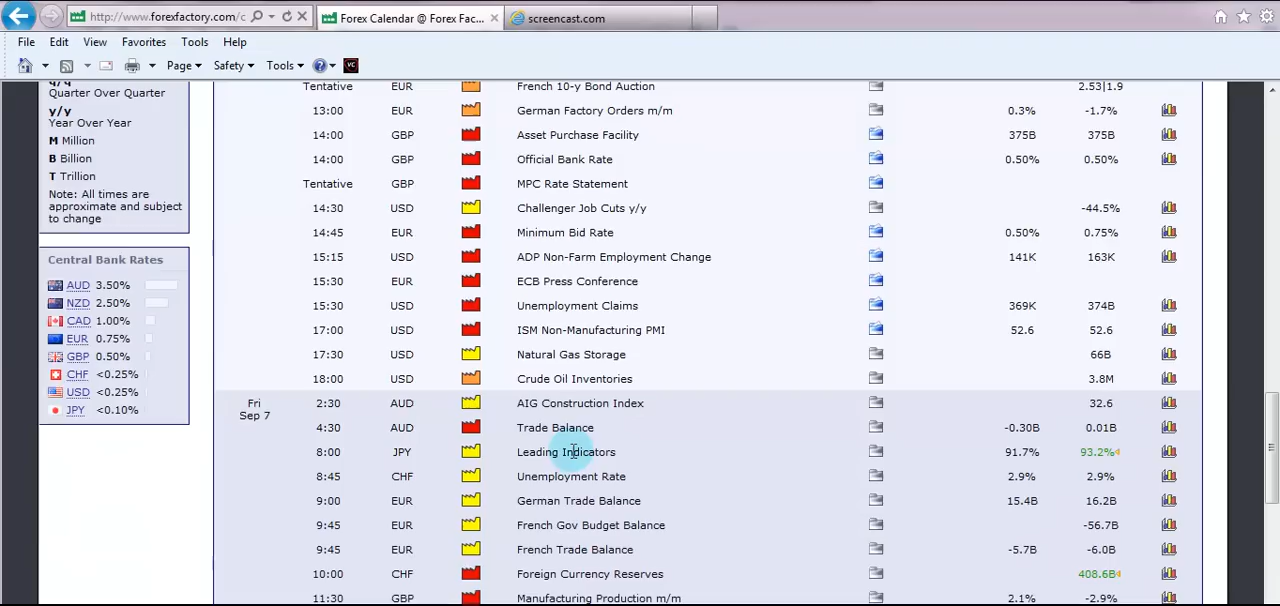 http://www.forexfactory.com/c
Forex Calendar @ Forex Fac...
screencast.com
File Edit View Favorites Tools Help
Page Safety Tools
Quarter Over Quarter
y/y
Year Over Year
M Million
B Billion
T Trillion
Note: All times are
approximate and subject
to change
Central Bank Rates
AUD 3.50%
NZD 2.50%
CAD 1.00%
EUR 0.75%
GBP 0.50%
CHF <0.25%
USD <0.25%
JPY <0.10%
Tentative EUR French 10-y Bond Auction 2.53|1.9
13:00 EUR German Factory Orders m/m 0.3% -1.7%
14:00 GBP Asset Purchase Facility 375B 375B
14:00 GBP Official Bank Rate 0.50% 0.50%
Tentative GBP MPC Rate Statement
14:30 USD Challenger Job Cuts y/y -44.5%
14:45 EUR Minimum Bid Rate 0.50% 0.75%
15:15 USD ADP Non-Farm Employment Change 141K 163K
15:30 EUR ECB Press Conference
15:30 USD Unemployment Claims 369K 374B
17:00 USD ISM Non-Manufacturing PMI 52.6 52.6
17:30 USD Natural Gas Storage 66B
18:00 USD Crude Oil Inventories 3.8M
Fri
Sep 7
2:30 AUD AIG Construction Index 32.6
4:30 AUD Trade Balance -0.30B 0.01B
8:00 JPY Leading Indicators 91.7% 93.2%
8:45 CHF Unemployment Rate 2.9% 2.9%
9:00 EUR German Trade Balance 15.4B 16.2B
9:45 EUR French Gov Budget Balance -56.7B
9:45 EUR French Trade Balance -5.7B -6.0B
10:00 CHF Foreign Currency Reserves 408.6B
11:30 GBP Manufacturing Production m/m 2.1% -2.9%